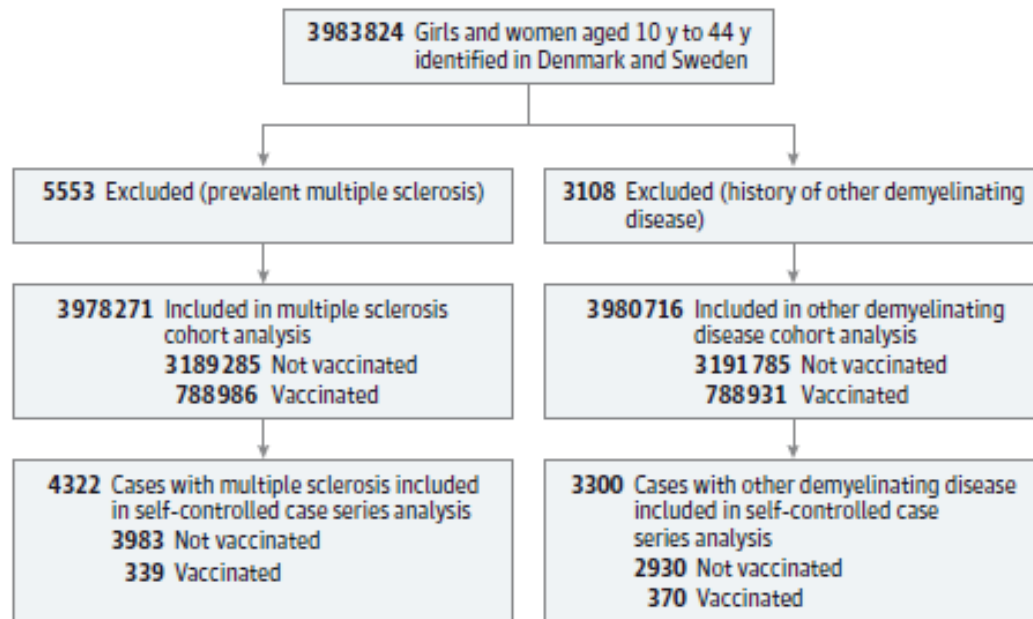 3983824 Girls and women aged 10 y to 44 y
identified in Denmark and Sweden
5553 Excluded (prevalent multiple sclerosis)
3108 Excluded (history of other demyelinating
disease)
3978271 Included in multiple sclerosis
cohort analysis
3189285 Not vaccinated
788986 Vaccinated
3980716 Included in other demyelinating
disease cohort analysis
3191785 Not vaccinated
788931 Vaccinated
4322 Cases with multiple sclerosis included
in self-controlled case series analysis
3983 Not vaccinated
339 Vaccinated
3300 Cases with other demyelinating disease
included in self-controlled case
series analysis
2930 Not vaccinated
370 Vaccinated